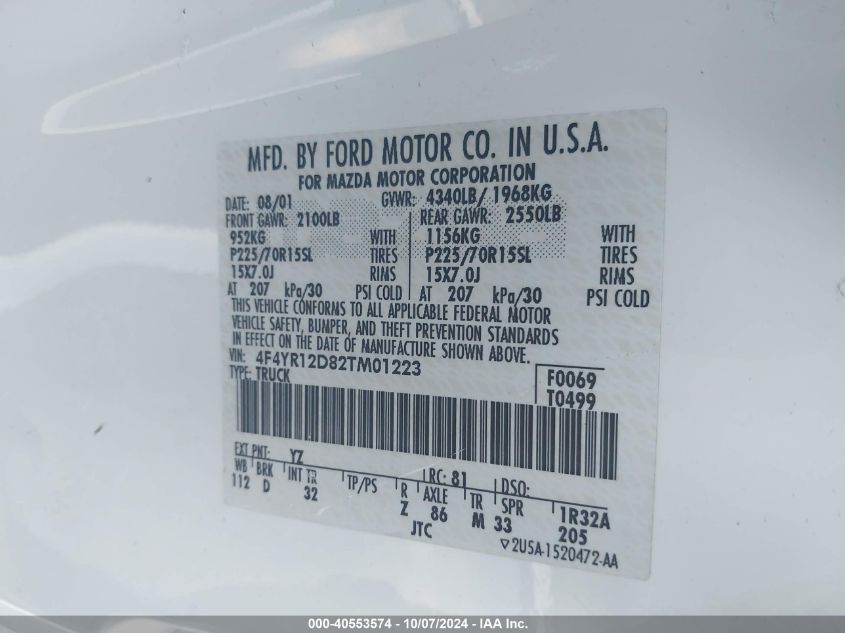 MFD. BY FORD MOTOR CO. IN U.S.A.
FOR MAZDA MOTOR CORPORATION
DATE: 08/01 GVWR: 4340LB/ 1968KG
FRONT GAWR: 2100LB REAR GAWR: 2550LB
952KG WITH 1156KG WITH
P225/70R15SL TIRES P225/70R15SL TIRES
15X7.0J RIMS 15X7.0J RIMS
AT 207 kPa/30 PSI COLD AT 207 kPa/30 PSI COLD
THIS VEHICLE CONFORMS TO ALL APPLICABLE FEDERAL MOTOR
VEHICLE SAFETY, BUMPER, AND THEFT PREVENTION STANDARDS
IN EFFECT ON THE DATE OF MANUFACTURE SHOWN ABOVE.
VIN: 4F4YR12D82TM01223
TYPE: TRUCK
F0069
T0499
EXT PNT: YZ RC: 81 DSO:
WB BRK INT TR TP/PS R AXLE TR SPR 1R32A
112 D 32 Z 86 M 33 205
JTC
▽2USA-1520472-AA
000-40553574 - 10/07/2024 - IAA Inc.